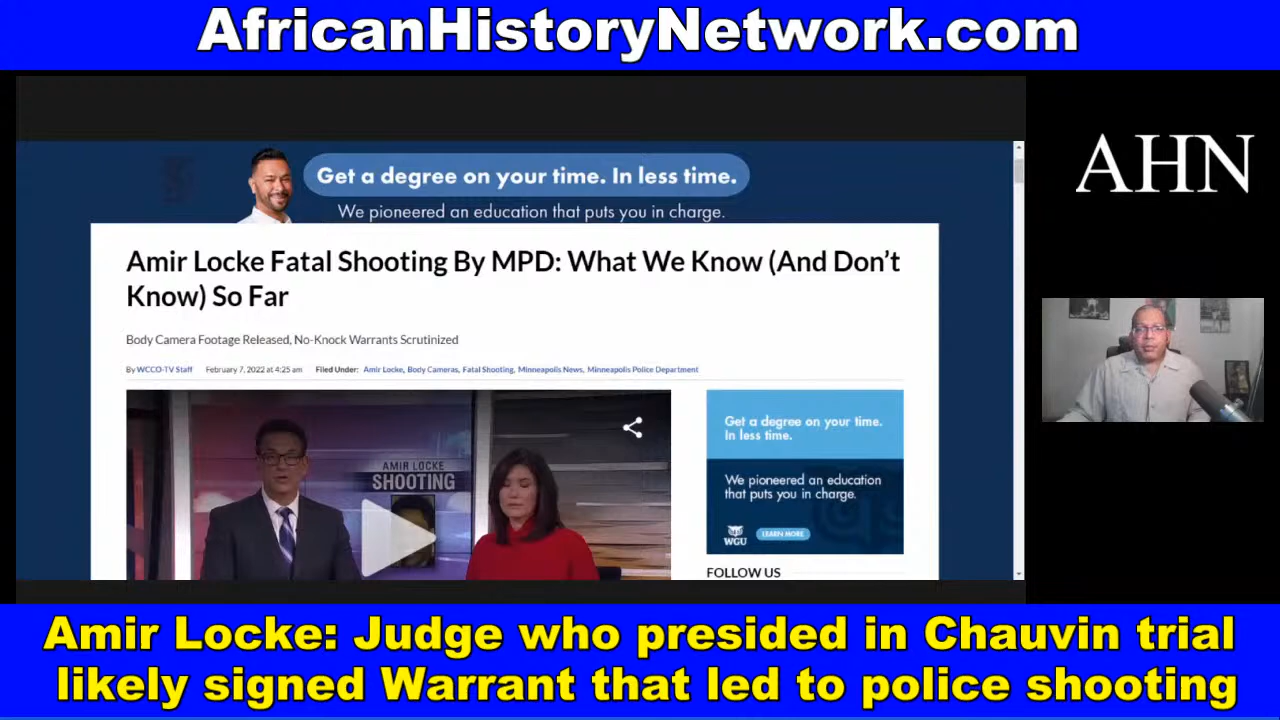 AfricanHistoryNetwork.com
AHN
Get a degree on your time. In less time.
We pioneered an education that puts you in charge.
Amir Locke Fatal Shooting By MPD: What We Know (And Don’t
Know) So Far
Body Camera Footage Released, No-Knock Warrants Scrutinized
By WCCO-TV Staff February 7, 2022 at 4:25 am Filed Under: Amir Locke, Body Cameras, Fatal Shooting, Minneapolis News, Minneapolis Police Department
AMIR LOCKE
SHOOTING
Get a degree on your time.
In less time.
We pioneered an education
that puts you in charge.
WGU
LEARN MORE
FOLLOW US
Amir Locke: Judge who presided in Chauvin trial
likely signed Warrant that led to police shooting